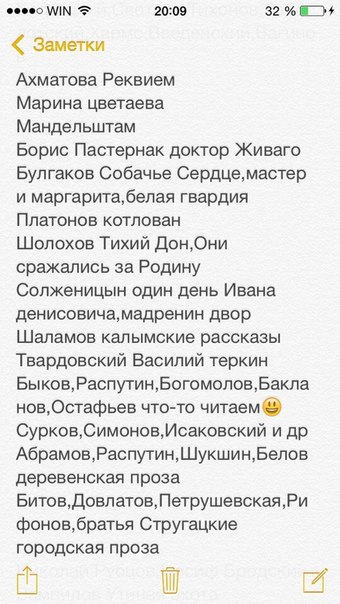 WIN 20:09 32 %
Заметки
Ахматова Реквием
Марина цветаева
Мандельштам
Борис Пастернак доктор Живаго
Булгаков Собачье Сердце,мастер
и маргарита,белая гвардия
Платонов котлован
Шолохов Тихий Дон,Они
сражались за Родину
Солженицын один день Ивана
денисовича,мадренин двор
Шаламов калымские рассказы
Твардовский Василий теркин
Быков,Распутин,Богомолов,Бакла
нов,Остафьев что-то читаем😃
Сурков,Симонов,Исаковский и др
Абрамов,Распутин,Шукшин,Белов
деревенская проза
Битов,Довлатов,Петрушевская,Ри
фонов,братья Стругацкие
городская проза